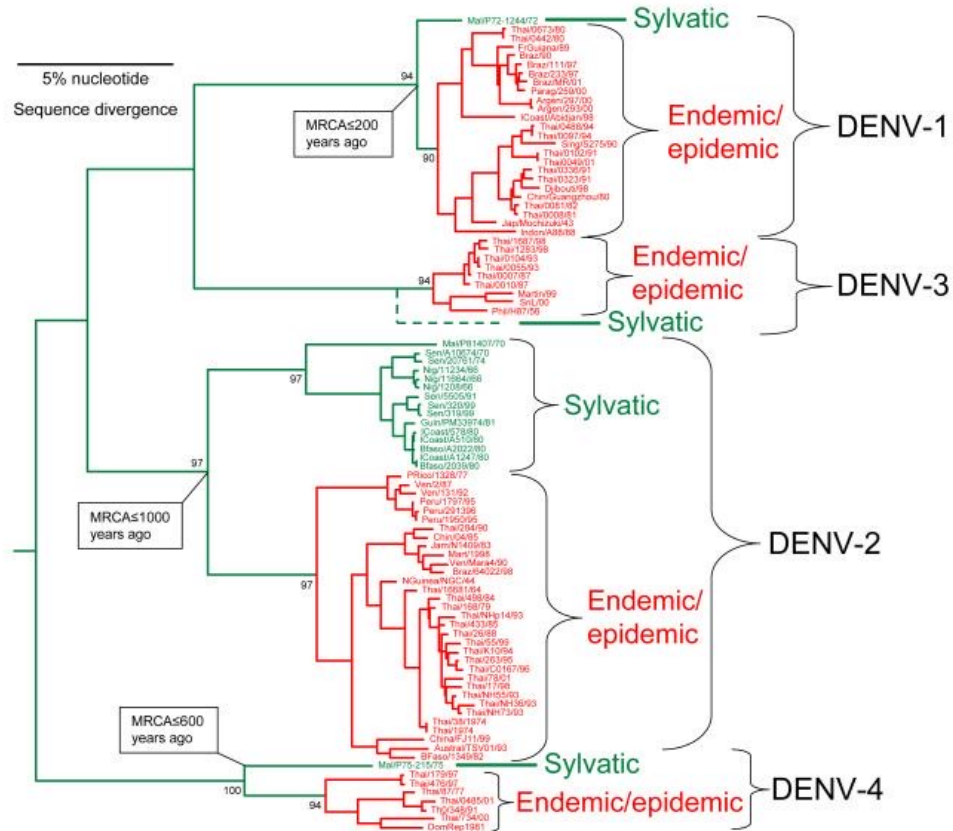 5% nucleotide
Sequence divergence
Mal/P72-1244/72
Sylvatic
Thai/0673/80
Thai/0442/80
FrGuiana/89
Braz/90
Braz/111/97
Braz/233/97
Braz/MR/01
Parag/259/00
Argen/297/00
Argen/293/00
ICoast/Abidjan/98
Thai/0488/94
Thai/0097/94
Sing/S275/90
Thai/0102/91
Thai0049/01
Thai/0336/91
Thai/0323/91
Djibouti/98
Chin/Guangzhou/80
Thai/0081/82
Thai/0008/81
Jap/Mochizuki/43
Indon/A88/88
94
MRCA≤200
years ago
90
Endemic/
epidemic
DENV-1
Thai/1687/98
Thai/1283/98
Thai/0104/93
Thai/0055/93
Thai/0007/87
Thai/0010/87
Martin/99
SriL/00
Phil/H87/56
94
Endemic/
epidemic
DENV-3
Sylvatic
Mal/P81407/70
Sen/A10674/70
Sen/20761/74
Nig/11234/66
Nig/11664/66
Nig/1208/66
Sen/5505/91
Sen/320/99
Sen/319/99
Guin/PM33974/81
ICoast/578/80
ICoast/A510/80
Bfaso/A2022/80
ICoast/A1247/80
Bfaso/2039/80
97
Sylvatic
97
MRCA≤1000
years ago
PRico/1328/77
Ven/2/87
Ven/131/92
Peru/1797/95
Peru/291396
Peru/1950/95
Thai/284/90
Chin/04/85
Jam/N1409/83
Mart/1998
Ven/Mara4/90
Braz/64022/98
NGuinea/NGC/44
Thai/16681/64
Thai/498/84
Thai/168/79
Thai/NHp14/93
Thai/433/85
Thai/26/88
Thai/55/99
Thai/K10/94
Thai/263/95
Thai/C0167/96
Thai/78/01
Thai/17/98
Thai/NH55/93
Thai/NH36/93
Thai/NH73/93
Thai/38/1974
Thai/1974
China/FJ11/99
Austral/TSV01/93
BFaso/1349/82
97
Endemic/
epidemic
DENV-2
MRCA≤600
years ago
Mal/P75-215/75
Sylvatic
100
Thai/179/97
Thai/476/97
Thai/87/77
Thai/0485/01
Th0/348/91
Thai/734/00
DomRep1981
94
Endemic/epidemic
DENV-4